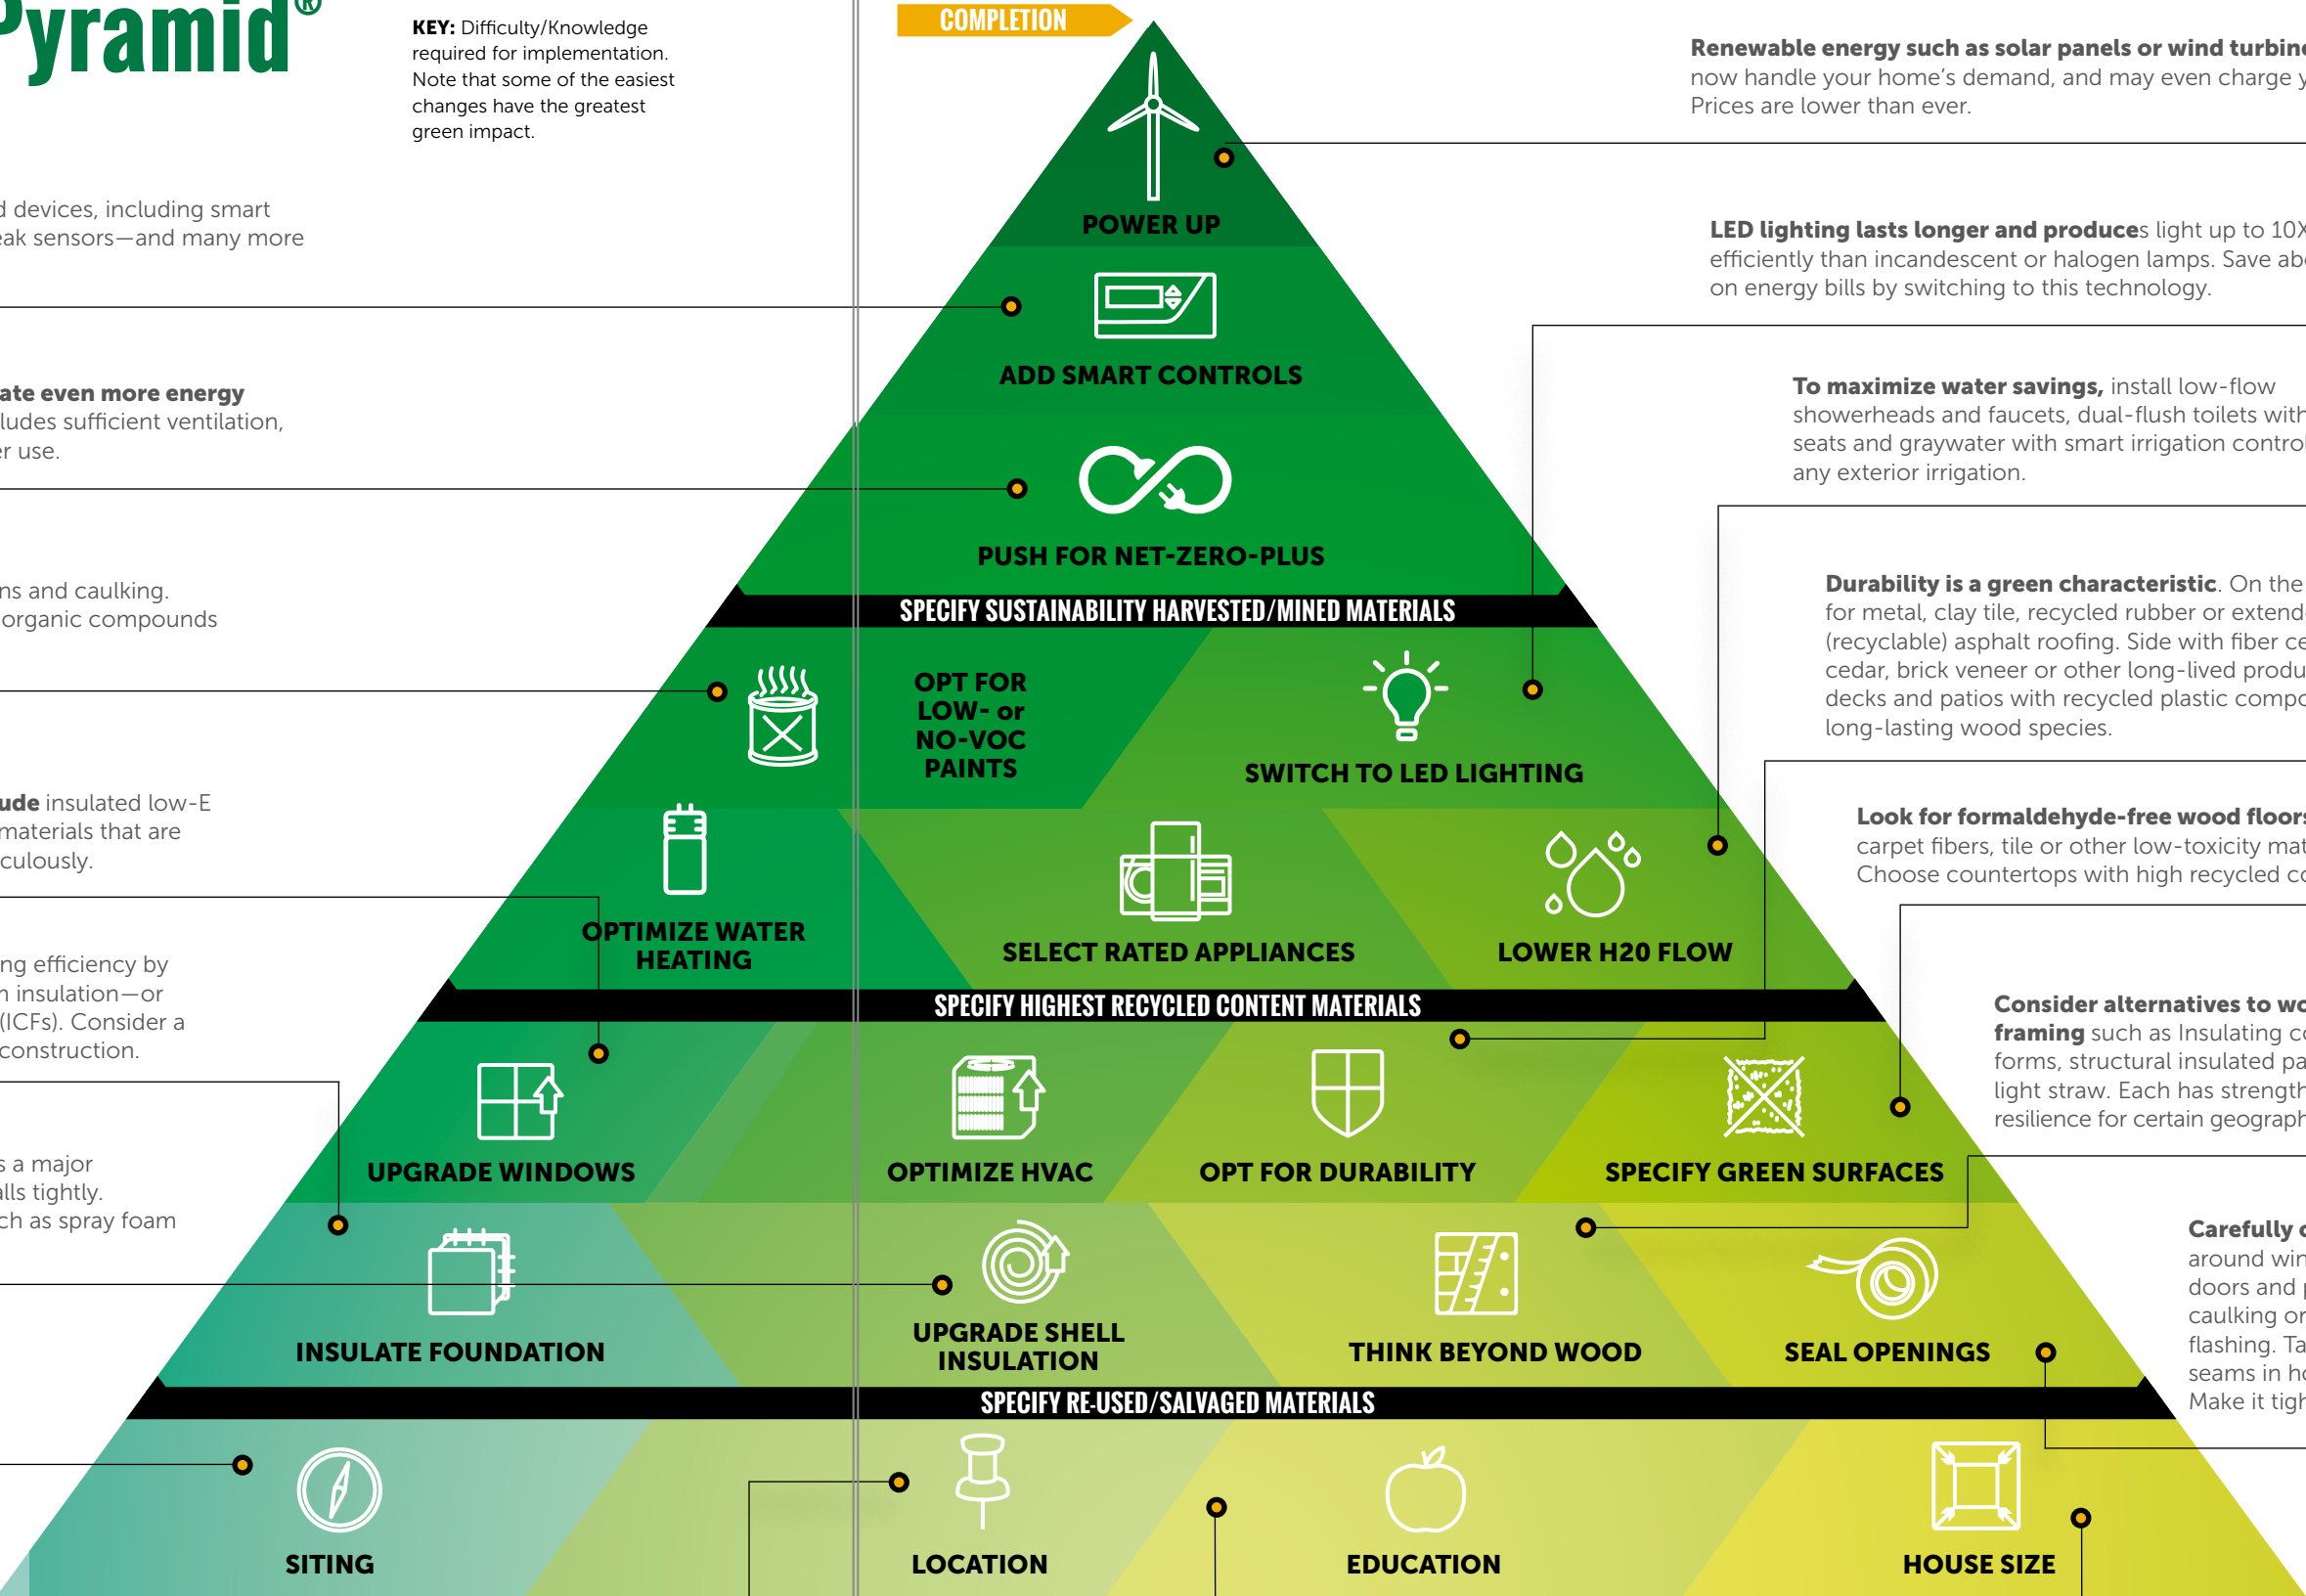 Pyramid®
KEY: Difficulty/Knowledge
required for implementation.
Note that some of the easiest
changes have the greatest
green impact.
COMPLETION
Renewable energy such as solar panels or wind turbine
now handle your home's demand, and may even charge y
Prices are lower than ever.
d devices, including smart
eak sensors—and many more
POWER UP
LED lighting lasts longer and produces light up to 10X
efficiently than incandescent or halogen lamps. Save ab
on energy bills by switching to this technology.
ADD SMART CONTROLS
ate even more energy
ludes sufficient ventilation,
er use.
To maximize water savings, install low-flow
showerheads and faucets, dual-flush toilets with
seats and graywater with smart irrigation control
any exterior irrigation.
PUSH FOR NET-ZERO-PLUS
ns and caulking.
organic compounds
SPECIFY SUSTAINABILITY HARVESTED/MINED MATERIALS
Durability is a green characteristic. On the
for metal, clay tile, recycled rubber or extend
(recyclable) asphalt roofing. Side with fiber ce
cedar, brick veneer or other long-lived produ
decks and patios with recycled plastic compo
long-lasting wood species.
OPT FOR
LOW- or
NO-VOC
PAINTS
SWITCH TO LED LIGHTING
ude insulated low-E
materials that are
culously.
Look for formaldehyde-free wood floors
carpet fibers, tile or other low-toxicity mat
Choose countertops with high recycled co
OPTIMIZE WATER
HEATING
SELECT RATED APPLIANCES
LOWER H20 FLOW
ng efficiency by
n insulation—or
(ICFs). Consider a
construction.
SPECIFY HIGHEST RECYCLED CONTENT MATERIALS
Consider alternatives to wo
framing such as Insulating co
forms, structural insulated pa
light straw. Each has strength
resilience for certain geograph
UPGRADE WINDOWS
OPTIMIZE HVAC
OPT FOR DURABILITY
SPECIFY GREEN SURFACES
s a major
alls tightly.
ch as spray foam
Carefully c
around win
doors and p
caulking or
flashing. Ta
seams in ho
Make it tigh
INSULATE FOUNDATION
UPGRADE SHELL
INSULATION
THINK BEYOND WOOD
SEAL OPENINGS
SPECIFY RE-USED/SALVAGED MATERIALS
SITING
LOCATION
EDUCATION
HOUSE SIZE